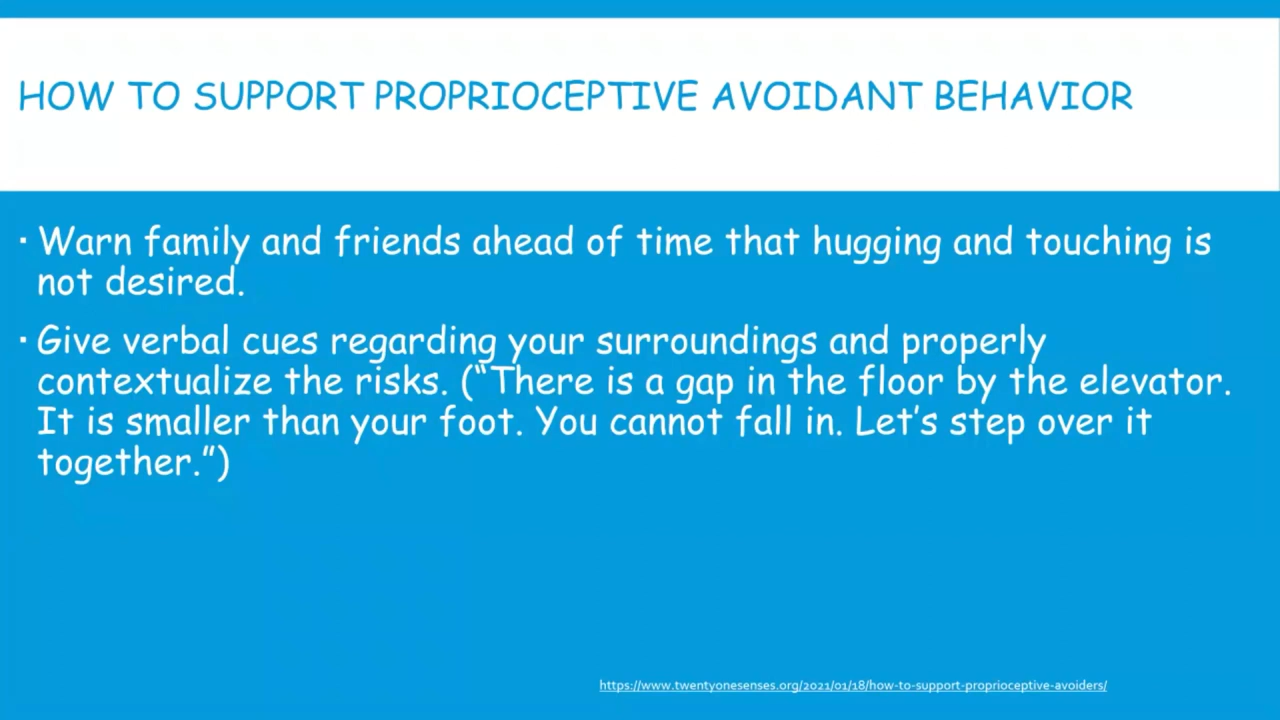 HOW TO SUPPORT PROPRIOCEPTIVE AVOIDANT BEHAVIOR
▪ Warn family and friends ahead of time that hugging and touching is
not desired.
▪ Give verbal cues regarding your surroundings and properly
contextualize the risks. (“There is a gap in the floor by the elevator.
It is smaller than your foot. You cannot fall in. Let’s step over it
together.”)
https://www.twentyonesenses.org/2021/01/18/how-to-support-proprioceptive-avoiders/